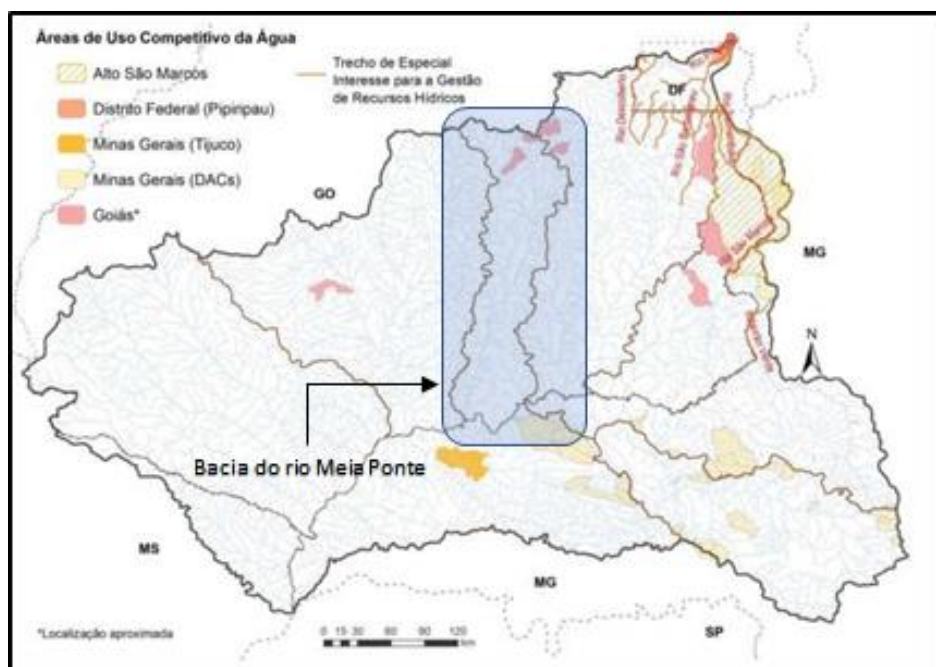 Áreas de Uso Competitivo da Água
Alto São Marcos
Distrito Federal (Pipiripau)
Minas Gerais (Tijuco)
Minas Gerais (DACs)
Goiás*
Trecho de Especial
Interesse para a Gestão
de Recursos Hídricos
DF
Rio Descoberto
GO
MG
N
Bacia do rio Meia Ponte
MS
MG
SP
*Localização aproximada
0 15 30 60 90 120
km